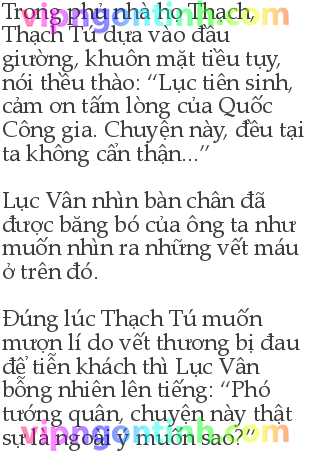 Trong phủ nhà họ Thạch,
vipngontinh.com
Thạch Tú dựa vào đầu
giường, khuôn mặt tiều tụy,
nói thều thào: “Lục tiên sinh,
cảm ơn tấm lòng của Quốc
Công gia. Chuyện này, đều tại
ta không cẩn thận...”
Lục Vân nhìn bàn chân đã
được băng bó của ông ta như
muốn nhìn ra những vết máu
ở trên đó.
Đúng lúc Thạch Tú muốn
mượn lí do vết thương bị đau
để tiễn khách thì Lục Vân
bỗng nhiên lên tiếng: “Phó
tướng quân, chuyện này thật
sự là ngoài ý muốn sao?”
vipngontinh.com